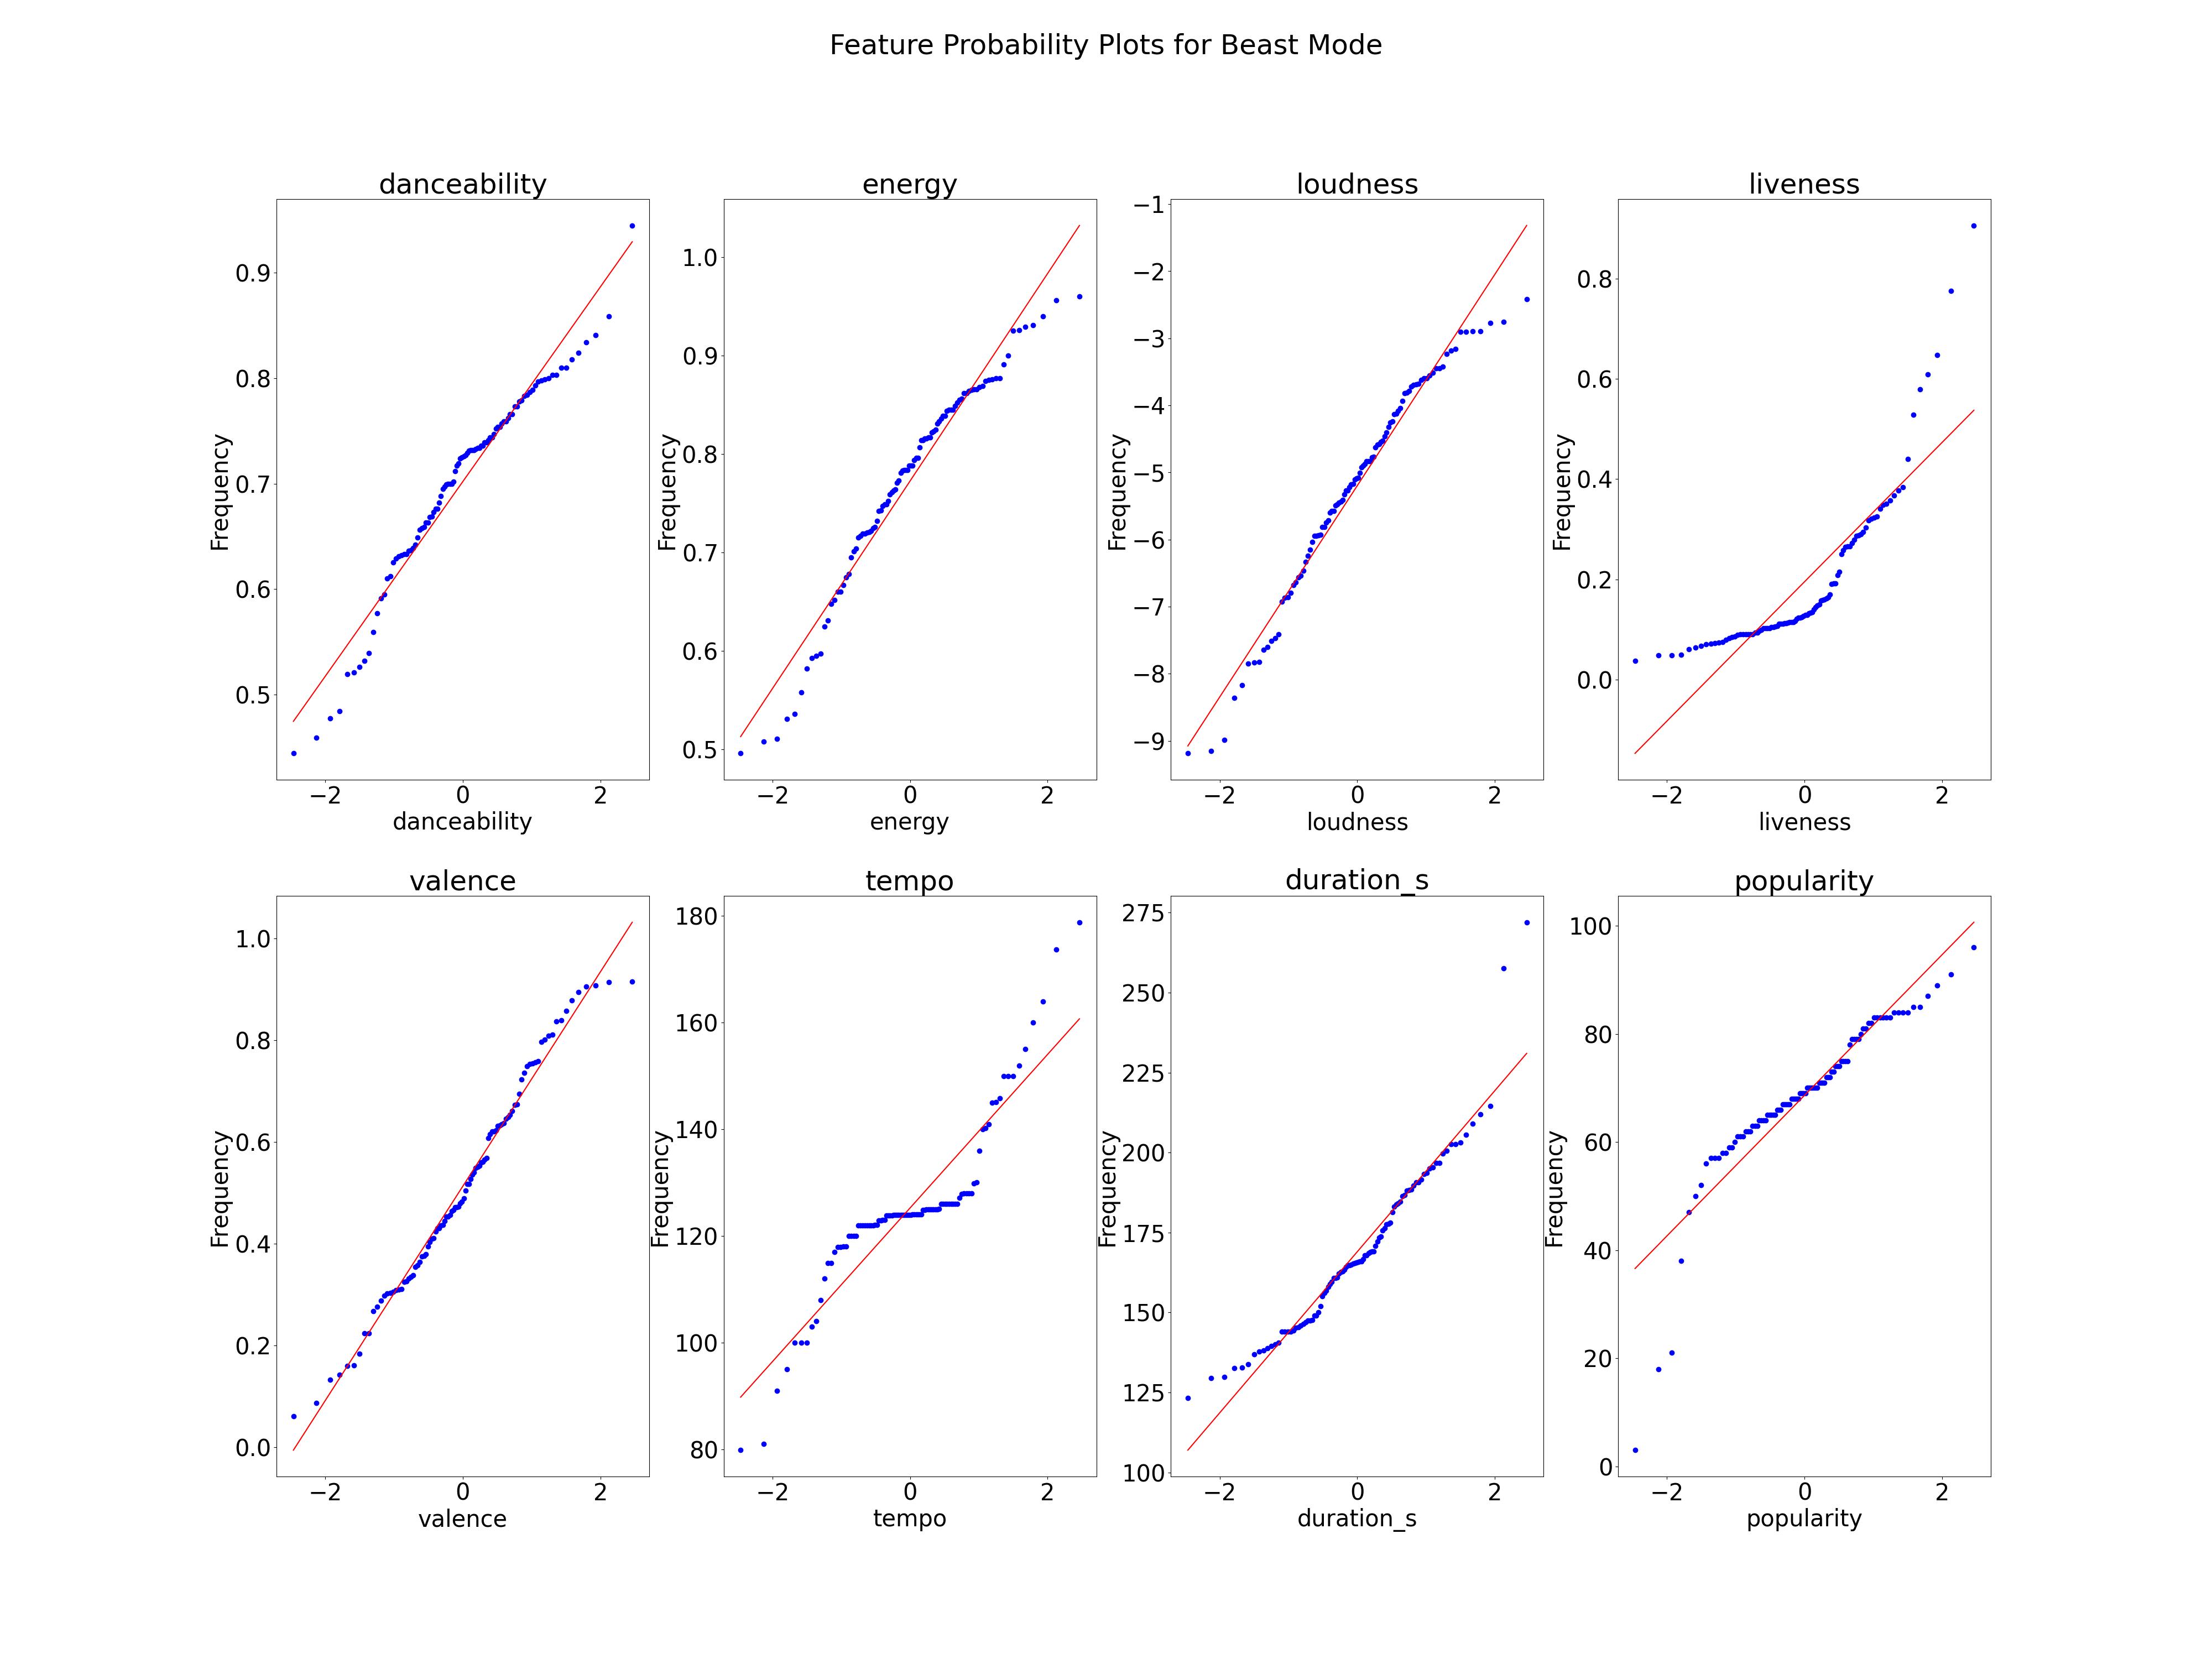 Feature Probability Plots for Beast Mode
danceability
energy
loudness
liveness
0.9
0.8
0.7
0.6
0.5
Frequency
−2 0 2
danceability
1.0
0.9
0.8
0.7
0.6
0.5
Frequency
−2 0 2
energy
−1
−2
−3
−4
−5
−6
−7
−8
−9
Frequency
−2 0 2
loudness
0.8
0.6
0.4
0.2
0.0
Frequency
−2 0 2
liveness
valence
tempo
duration_s
popularity
1.0
0.8
0.6
0.4
0.2
0.0
Frequency
−2 0 2
valence
180
160
140
120
100
80
Frequency
−2 0 2
tempo
275
250
225
200
175
150
125
100
Frequency
−2 0 2
duration_s
100
80
60
40
20
0
Frequency
−2 0 2
popularity